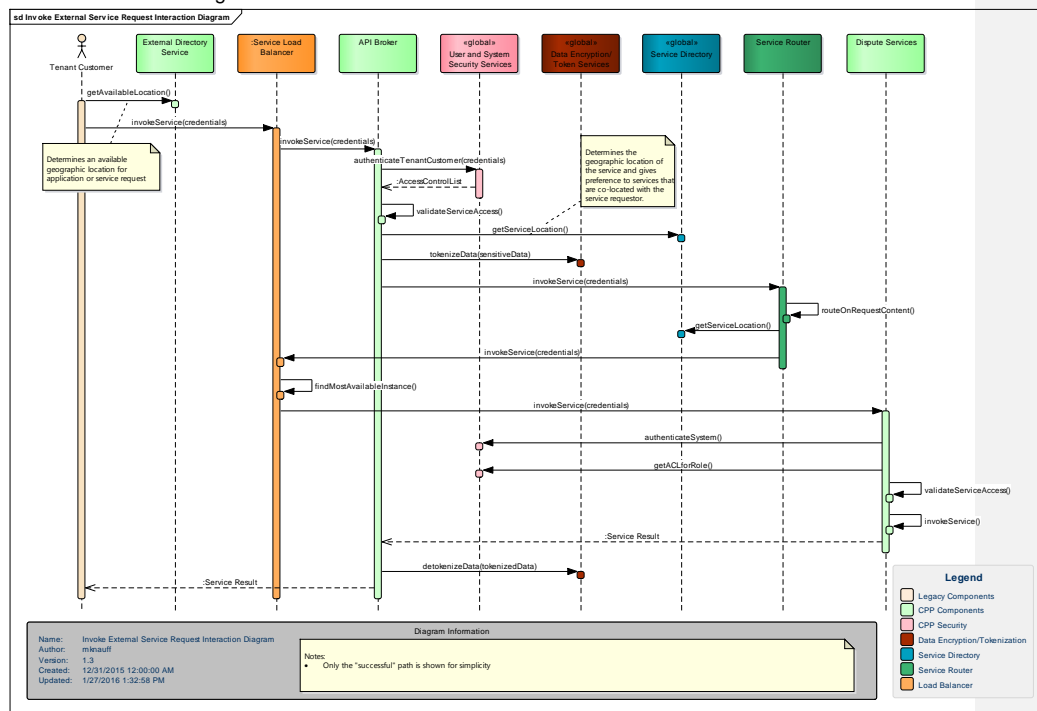 sd Invoke External Service Request Interaction Diagram
Tenant Customer
External Directory
Service
:Service Load
Balancer
API Broker
«global»
User and System
Security Services
«global»
Data Encryption/
Token Services
«global»
Service Directory
Service Router
Dispute Services
getAvailableLocation()
invokeService(credentials)
invokeService(credentials)
Determines an available
geographic location for
application or service request
authenticateTenantCustomer(credentials)
:AccessControlList
Determines the
geographic location of
the service and gives
preference to services that
are co-located with the
service requestor.
validateServiceAccess()
getServiceLocation()
tokenizeData(sensitiveData)
invokeService(credentials)
routeOnRequestContent()
getServiceLocation()
invokeService(credentials)
findMostAvailableInstance()
invokeService(credentials)
authenticateSystem()
getACLforRole()
validateServiceAccess()
invokeService()
:Service Result
detokenizeData(tokenizedData)
:Service Result
Legend
Legacy Components
CPP Components
CPP Security
Data Encryption/Tokenization
Service Directory
Service Router
Load Balancer
Diagram Information
Name: Invoke External Service Request Interaction Diagram
Author: mknauff
Version: 1.3
Created: 12/31/2015 12:00:00 AM
Updated: 1/27/2016 1:32:58 PM
Notes:
• Only the "successful" path is shown for simplicity